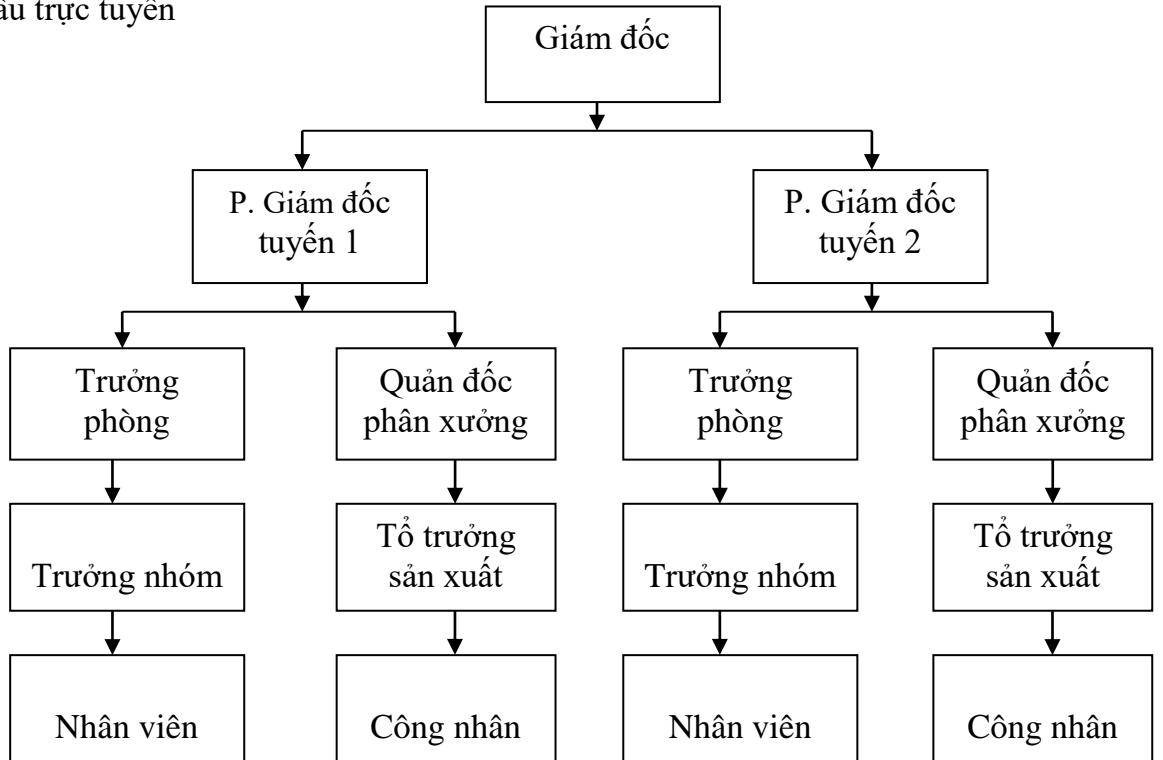 trực tuyến
Giám đốc
P. Giám đốc
tuyến 1
P. Giám đốc
tuyến 2
Trưởng
phòng
Quản đốc
phân xưởng
Trưởng
phòng
Quản đốc
phân xưởng
Trưởng nhóm
Tổ trưởng
sản xuất
Trưởng nhóm
Tổ trưởng
sản xuất
Nhân viên
Công nhân
Nhân viên
Công nhân